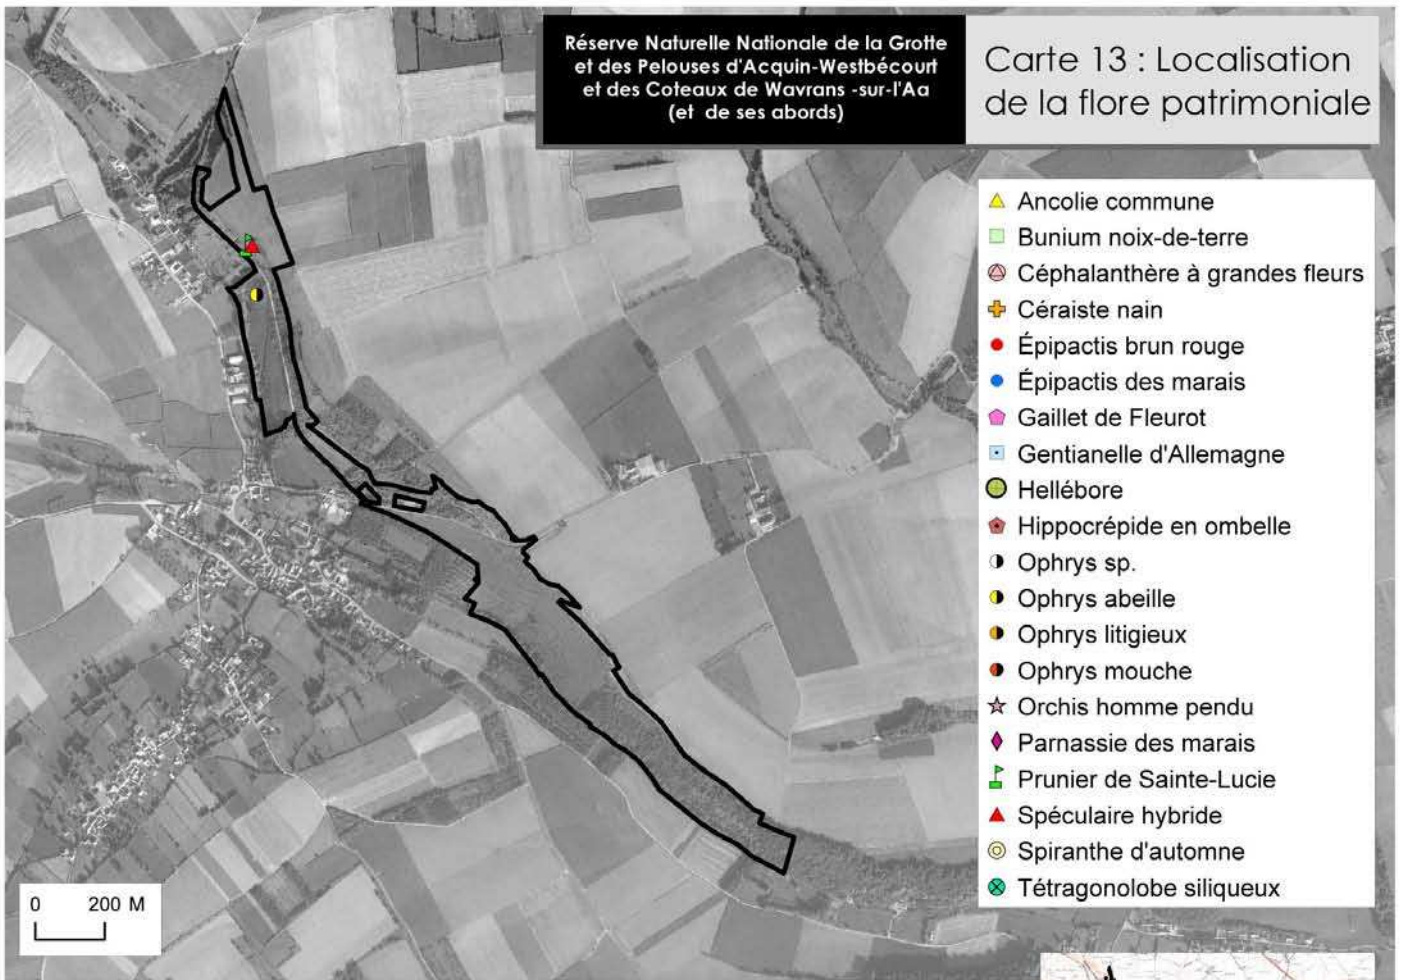 Réserve Naturelle Nationale de la Grotte
et des Pelouses d'Acquin-Westbécourt
et des Coteaux de Wavrans -sur-l'Aa
(et de ses abords)
Carte 13 : Localisation
de la flore patrimoniale
Ancolie commune
Bunium noix-de-terre
Céphalanthère à grandes fleurs
Céraiste nain
Épipactis brun rouge
Épipactis des marais
Gaillet de Fleurot
Gentianelle d'Allemagne
Hellébore
Hippocrépide en ombelle
Ophrys sp.
Ophrys abeille
Ophrys litigieux
Ophrys mouche
Orchis homme pendu
Parnassie des marais
Prunier de Sainte-Lucie
Spéculaire hybride
Spiranthe d'automne
Tétragonolobe siliqueux
0 200 M